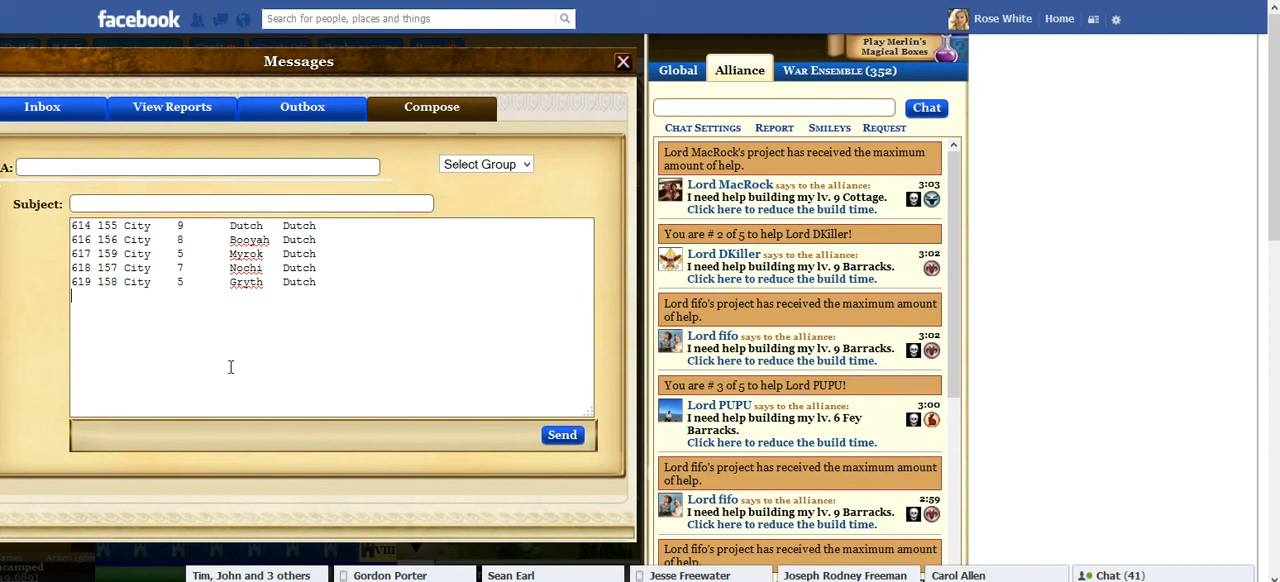 facebook
Search for people, places and things
Rose White
Home
Messages
Inbox
View Reports
Outbox
Compose
A:
Select Group
Subject:
614 155 City 9 Dutch Dutch
616 156 City 8 Booyah Dutch
617 159 City 5 Myrok Dutch
618 157 City 7 Nochi Dutch
619 158 City 5 Gryth Dutch
Send
Play Merlin's
Magical Boxes
Global
Alliance
War Ensemble (352)
Chat
Chat Settings
Report
Smileys
Request
Lord MacRock's project has received the maximum
amount of help.
Lord MacRock says to the alliance: 3:03
I need help building my lv. 9 Cottage.
Click here to reduce the build time.
You are # 2 of 5 to help Lord DKiller!
Lord DKiller says to the alliance: 3:02
I need help building my lv. 9 Barracks.
Click here to reduce the build time.
Lord fifo's project has received the maximum amount
of help.
Lord fifo says to the alliance: 3:02
I need help building my lv. 9 Barracks.
Click here to reduce the build time.
You are # 3 of 5 to help Lord PUPU!
Lord PUPU says to the alliance: 3:00
I need help building my lv. 6 Fey
Barracks.
Click here to reduce the build time.
Lord fifo's project has received the maximum amount
of help.
Lord fifo says to the alliance: 2:59
I need help building my lv. 9 Barracks.
Click here to reduce the build time.
Lord fifo's project has received the maximum amount
of help.
VIII
Tim, John and 3 others
Gordon Porter
Sean Earl
Jesse Freewater
Joseph Rodney Freeman
Carol Allen
Chat (41)